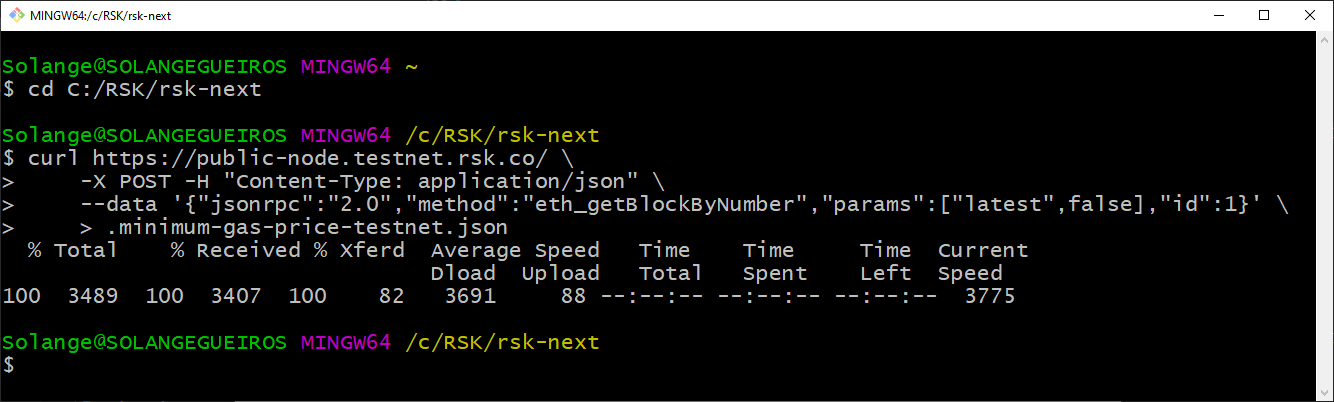 MINGW64:/c/RSK/rsk-next
Solange@SOLANGEGUEIROS MINGW64 ~
$ cd C:/RSK/rsk-next
Solange@SOLANGEGUEIROS MINGW64 /c/RSK/rsk-next
$ curl https://public-node.testnet.rsk.co/ \
>     -X POST -H "Content-Type: application/json" \
>     --data '{"jsonrpc":"2.0","method":"eth_getBlockByNumber","params":["latest",false],"id":1}' \
>     > .minimum-gas-price-testnet.json
  % Total    % Received % Xferd  Average Speed   Time    Time     Time  Current
                                 Dload  Upload   Total   Spent    Left  Speed
100  3489  100  3407  100    82   3691     88 --:--:-- --:--:-- --:--:--  3775
Solange@SOLANGEGUEIROS MINGW64 /c/RSK/rsk-next
$